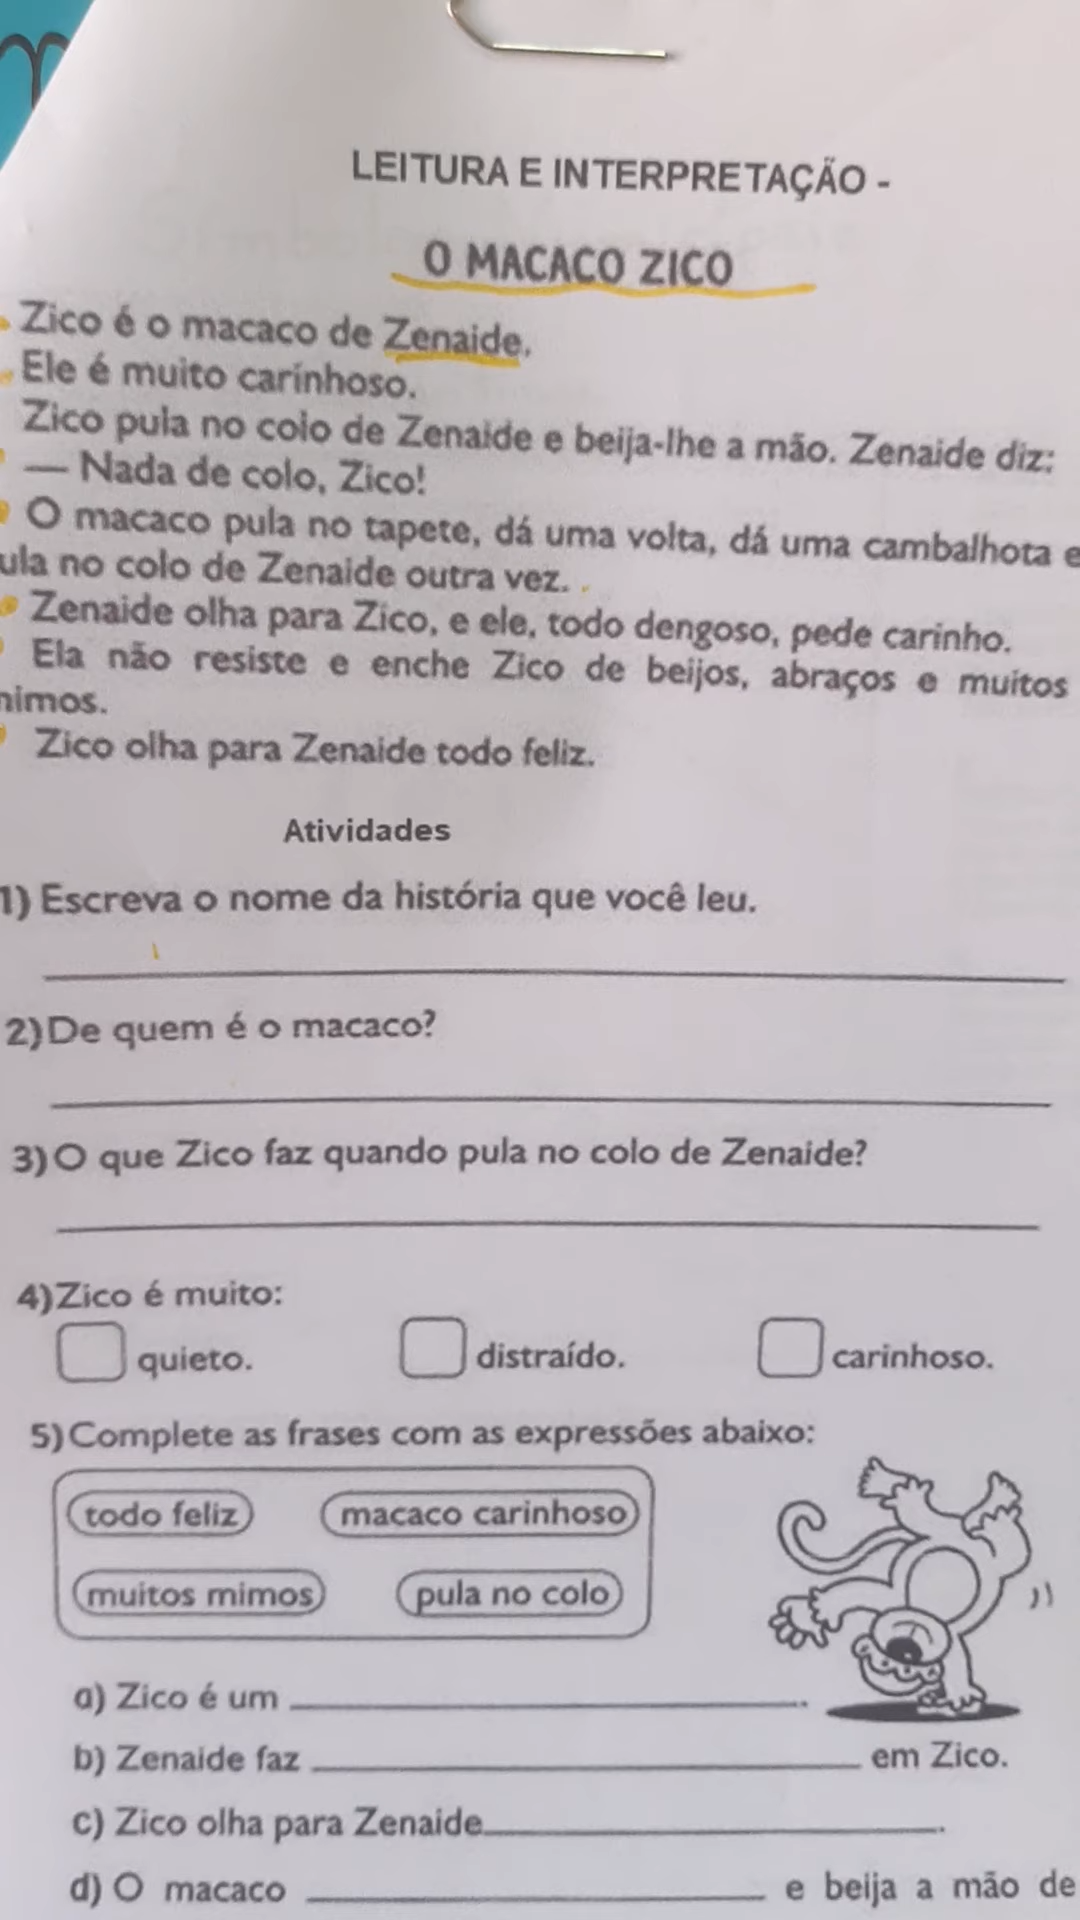 LEITURA E INTERPRETAÇÃO -
O MACACO ZICO
Zico é o macaco de Zenaide.
Ele é muito carinhoso.
Zico pula no colo de Zenaide e beija-lhe a mão. Zenaide diz:
— Nada de colo, Zico!
O macaco pula no tapete, dá uma volta, dá uma cambalhota e
ula no colo de Zenaide outra vez.
Zenaide olha para Zico, e ele, todo dengoso, pede carinho.
Ela não resiste e enche Zico de beijos, abraços e muitos
nimos.
Zico olha para Zenaide todo feliz.
Atividades
1) Escreva o nome da história que você leu.
2) De quem é o macaco?
3) O que Zico faz quando pula no colo de Zenaide?
4) Zico é muito:
quieto. distraído. carinhoso.
5) Complete as frases com as expressões abaixo:
todo feliz macaco carinhoso
muitos mimos pula no colo
a) Zico é um ____________.
b) Zenaide faz ____________ em Zico.
c) Zico olha para Zenaide ____________.
d) O macaco ____________ e beija a mão de